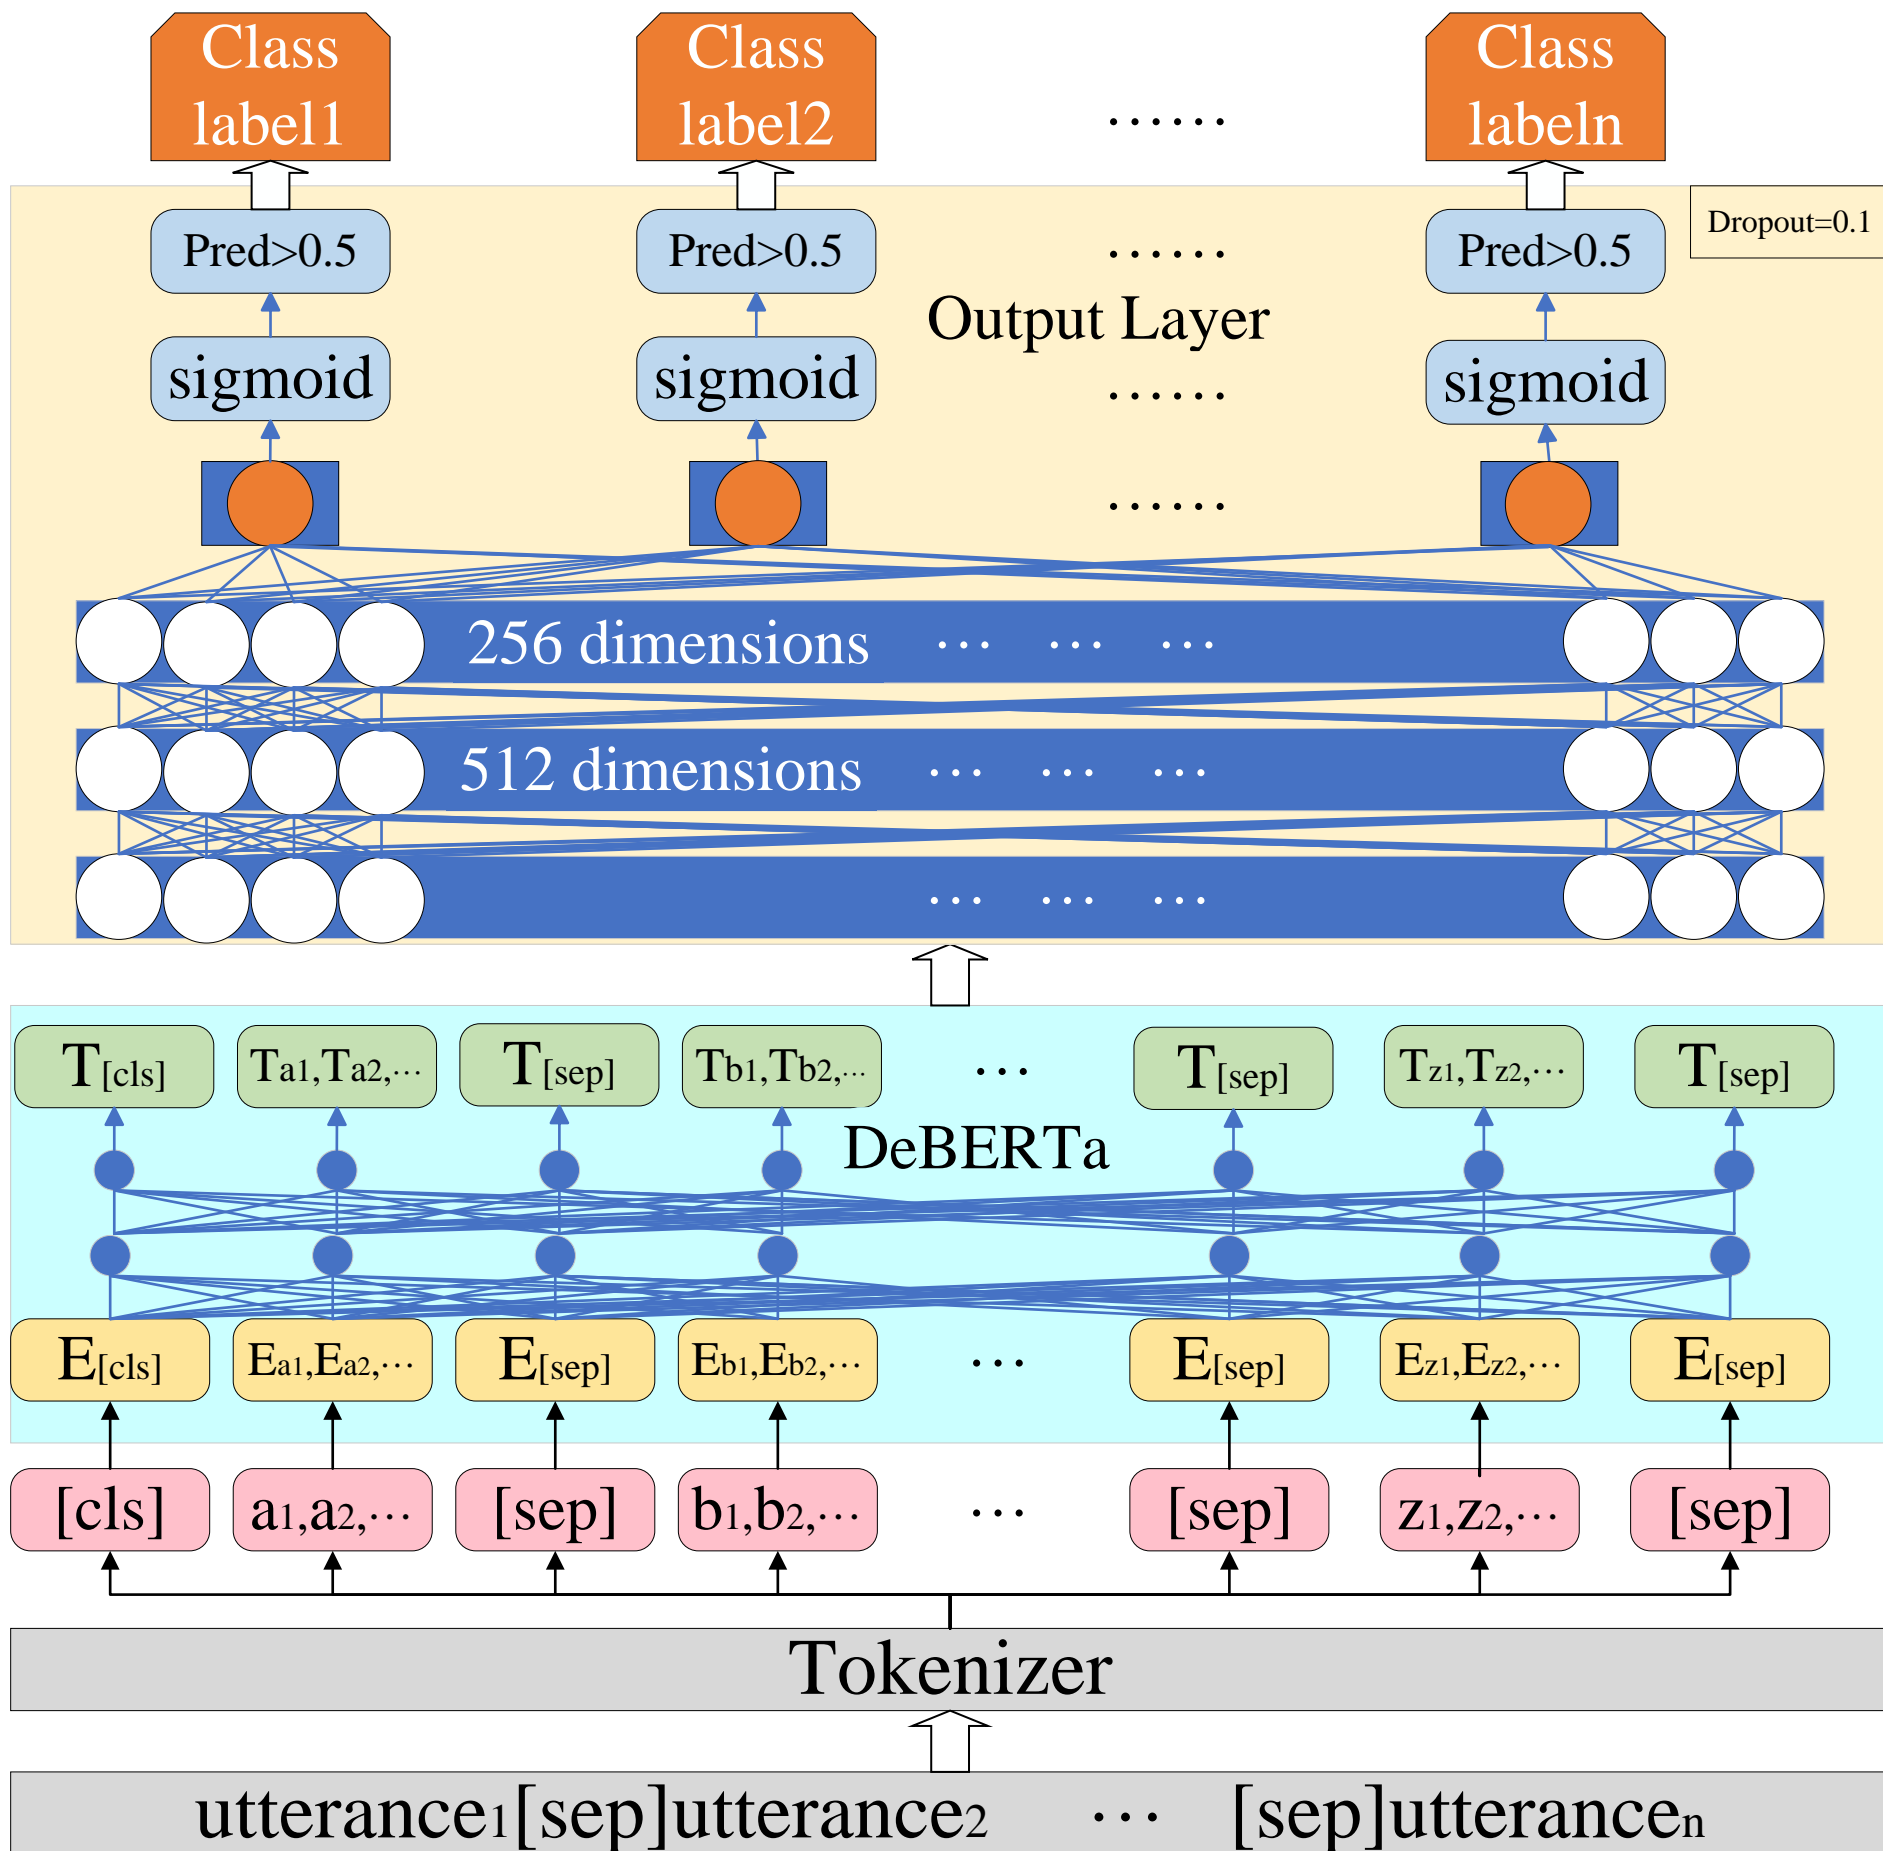 Class label1 Class label2 …… Class labeln
Pred>0.5 Pred>0.5 …… Pred>0.5 Dropout=0.1
Output Layer
sigmoid sigmoid …… sigmoid
……
256 dimensions … … …
512 dimensions … … …
… … …
T[cls] Ta1,Ta2,… T[sep] Tb1,Tb2,… … T[sep] Tz1,Tz2,… T[sep]
DeBERTa
E[cls] Ea1,Ea2,… E[sep] Eb1,Eb2,… … E[sep] Ez1,Ez2,… E[sep]
[cls] a1,a2,… [sep] b1,b2,… … [sep] z1,z2,… [sep]
Tokenizer
utterance1[sep]utterance2 … [sep]utterancen